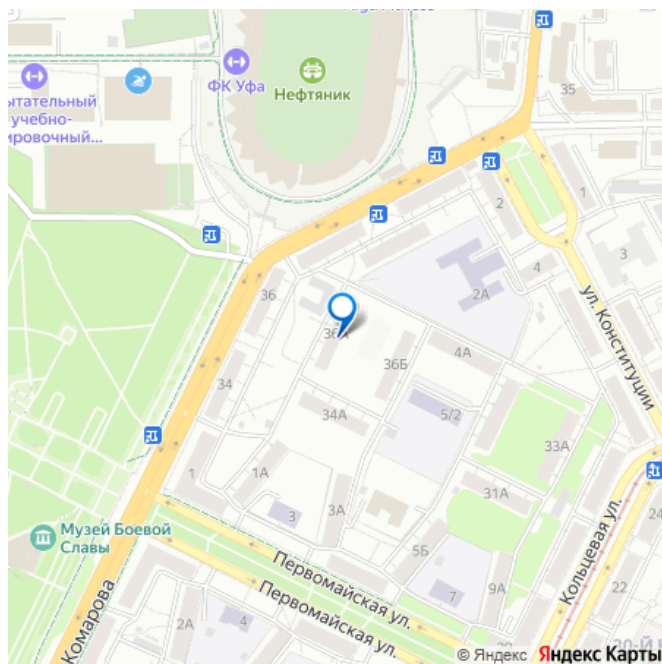 ФК Уфа
Нефтяник
35
ытательный
учебно-
ировочный...
2
1
3
4
36
2А
ул. Конституции
36А
4А
36Б
34
34А
5/2
33А
1
1А
31А
24
3
3А
Кольцевая ул.
Музей Боевой
Славы
5Б
Первомайская ул.
9А
7
22
Первомайская ул.
2А
4
Комарова
20-й
© Яндекс Яндекс Карты